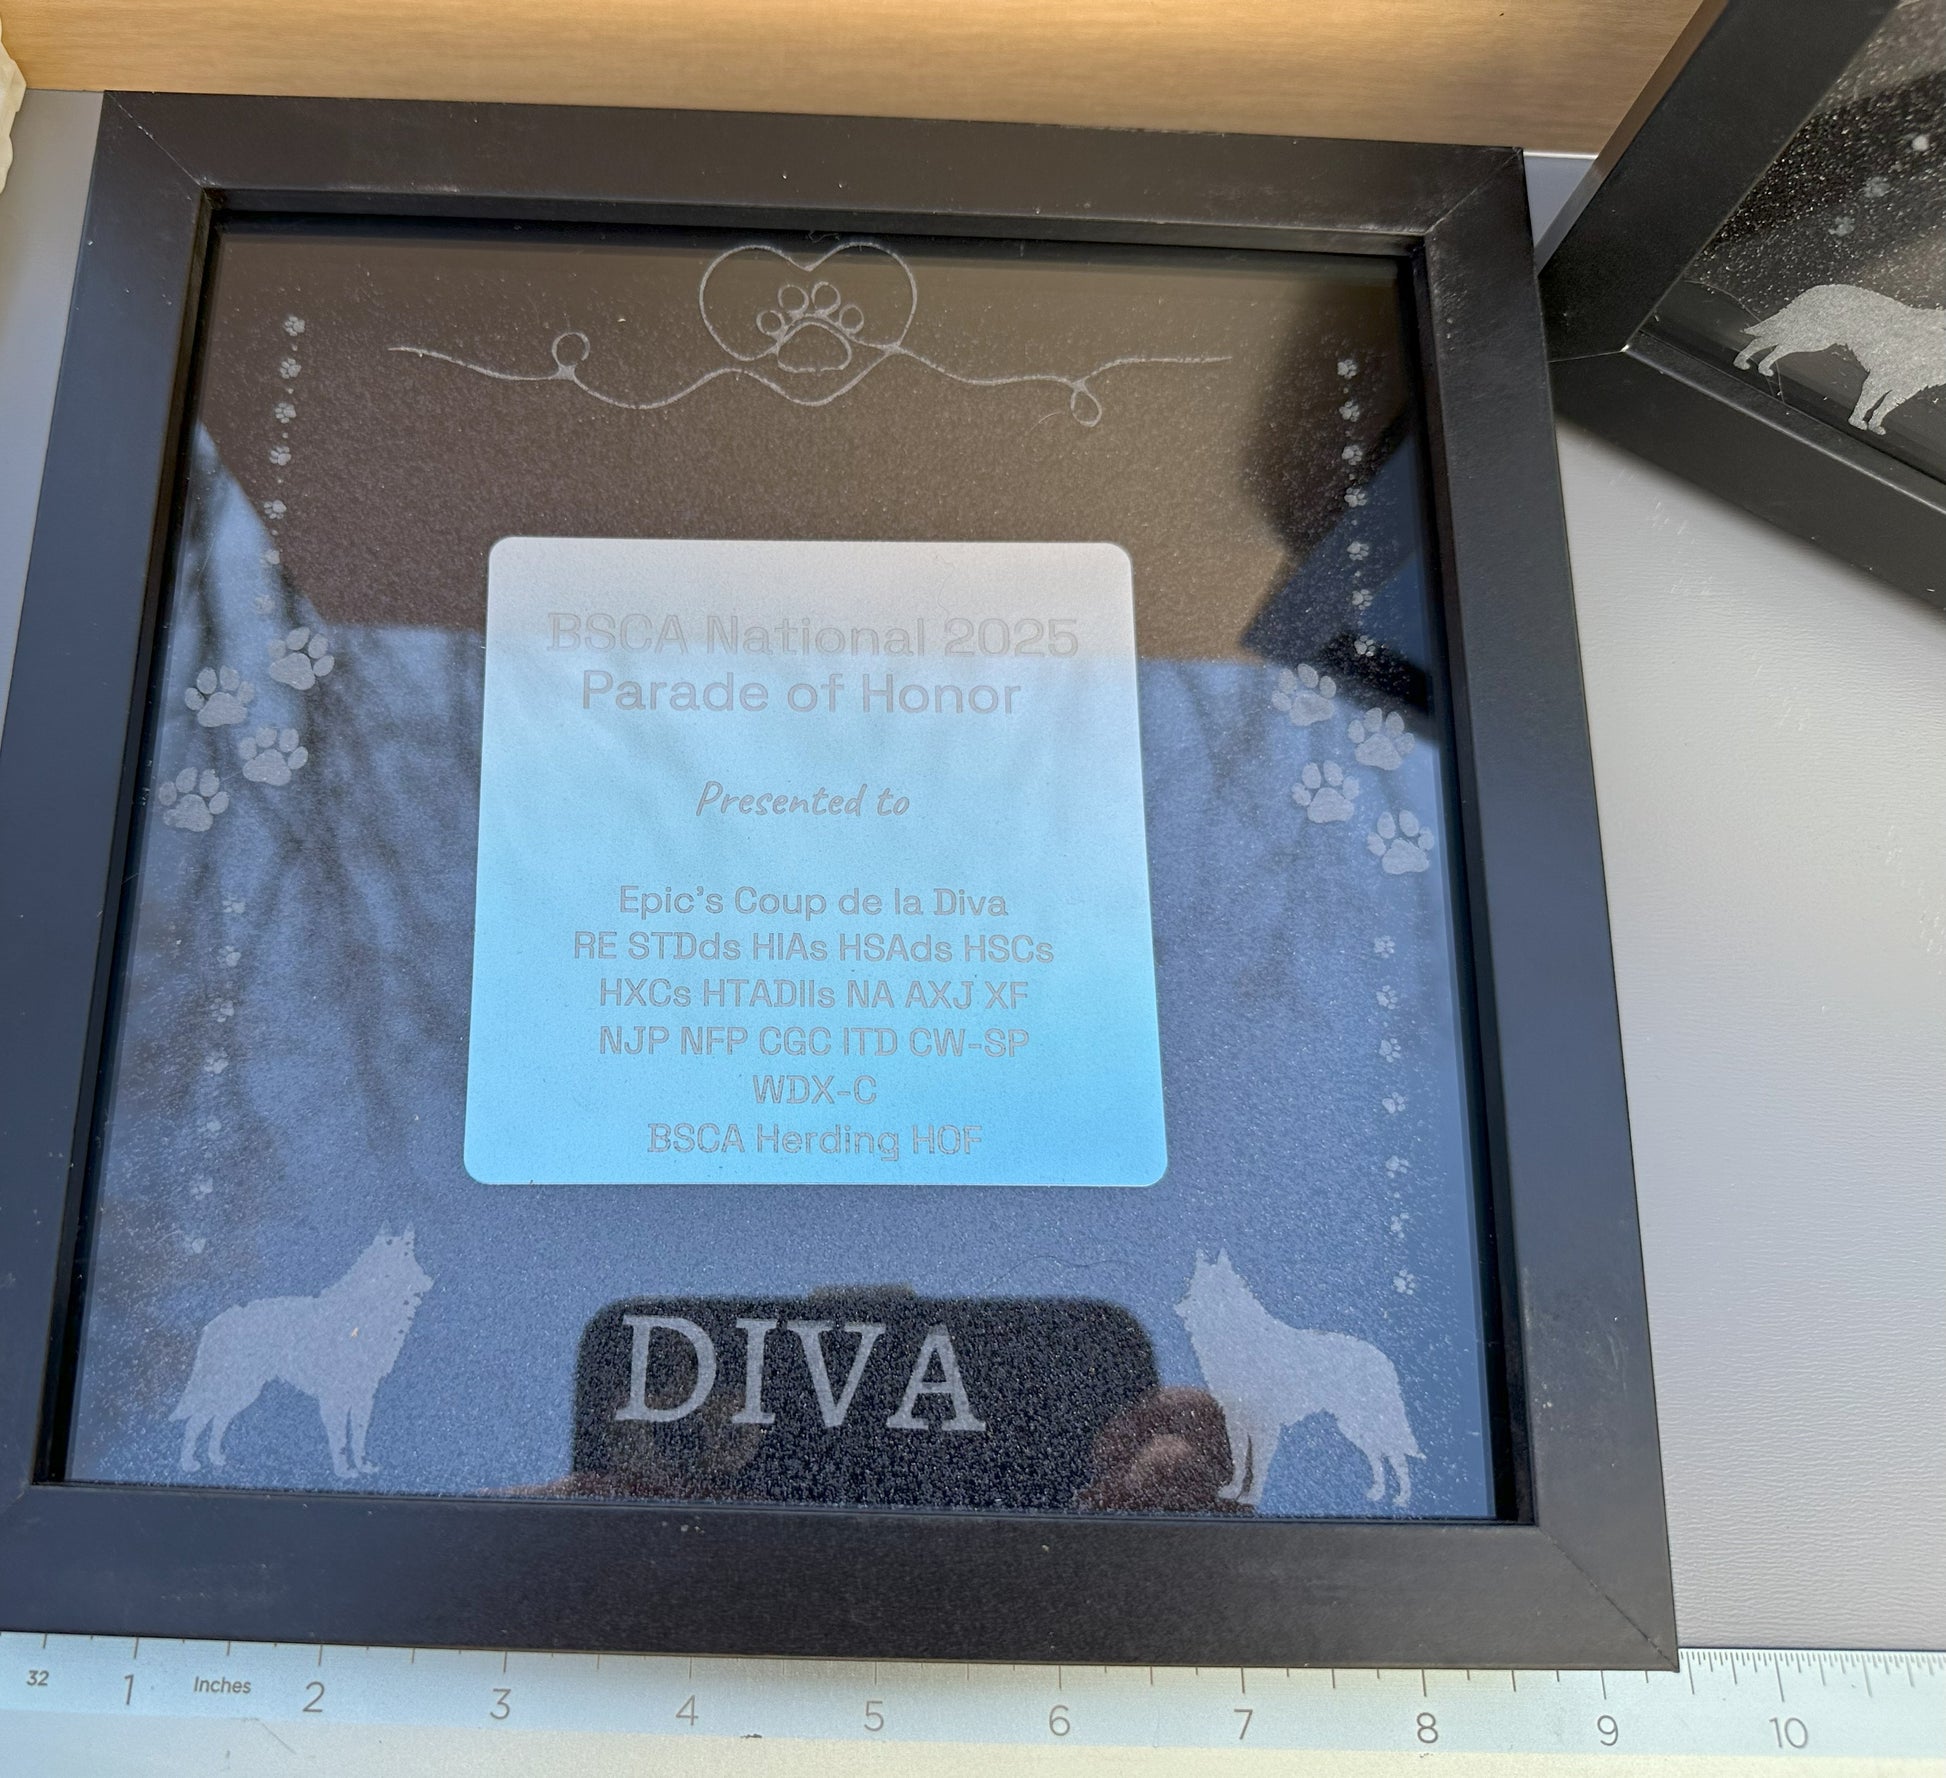 BSCA National 2025
Parade of Honor
Presented to
Epic's Coup de la Diva
RE STDds HIAs HSAds HSCs
HXCs HTADIIs NA AXJ XF
NJP NFP CGC ITD CW-SP
WDX-C
BSCA Herding HOF
DIVA
32 1 Inches 2 3 4 5 6 7 8 9 10